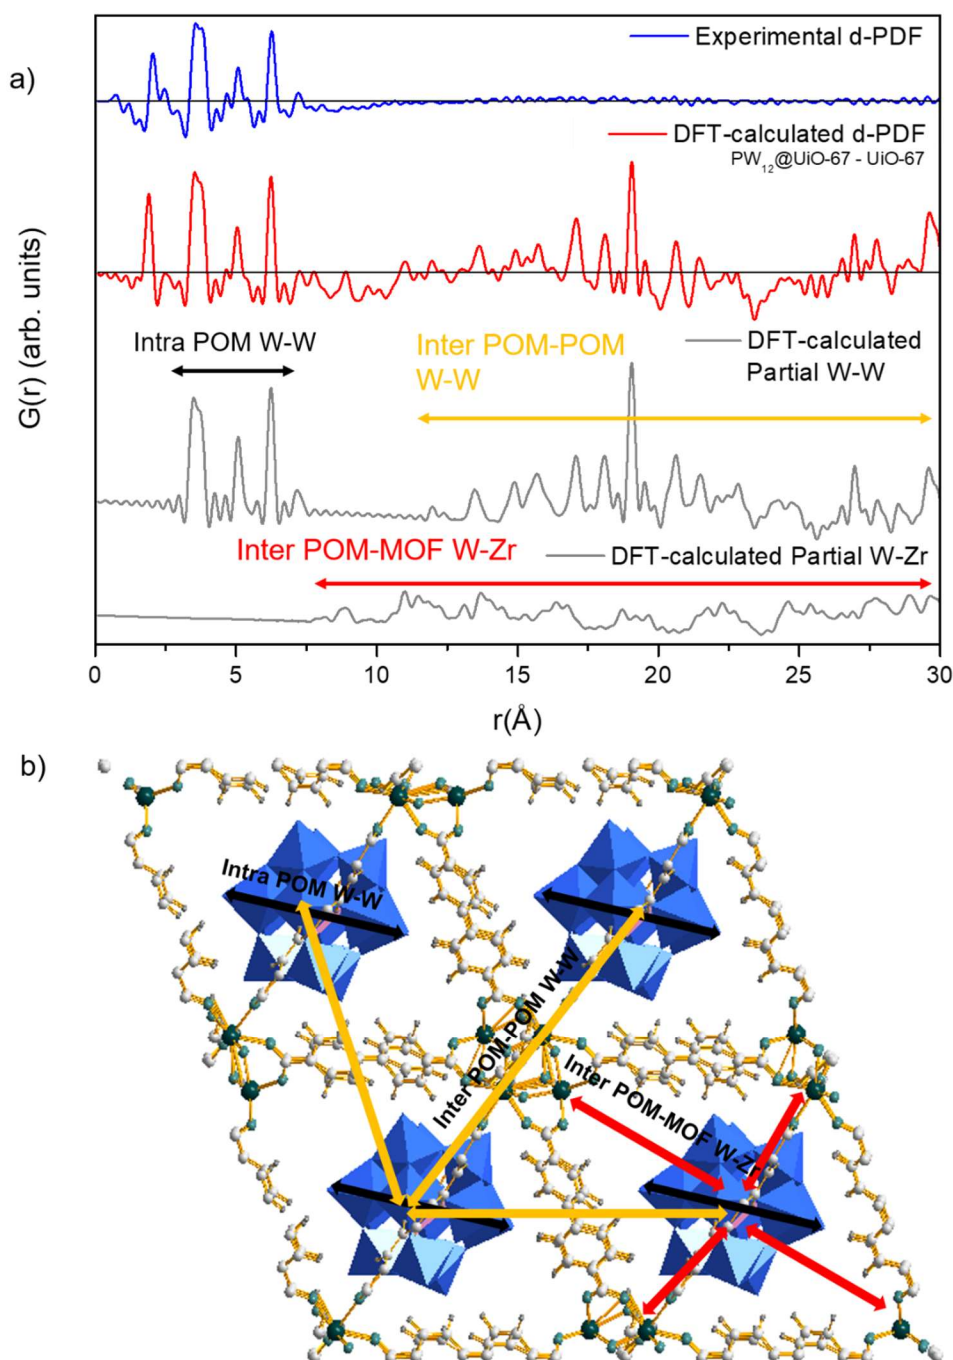 a)
Experimental d-PDF
DFT-calculated d-PDF
PW12@UiO-67 - UiO-67
Intra POM W-W
Inter POM-POM
W-W
DFT-calculated
Partial W-W
Inter POM-MOF W-Zr
DFT-calculated Partial W-Zr
G(r) (arb. units)
0 5 10 15 20 25 30
r(Å)
b)
Intra POM W-W
Inter POM-POM W-W
Inter POM-MOF W-Zr